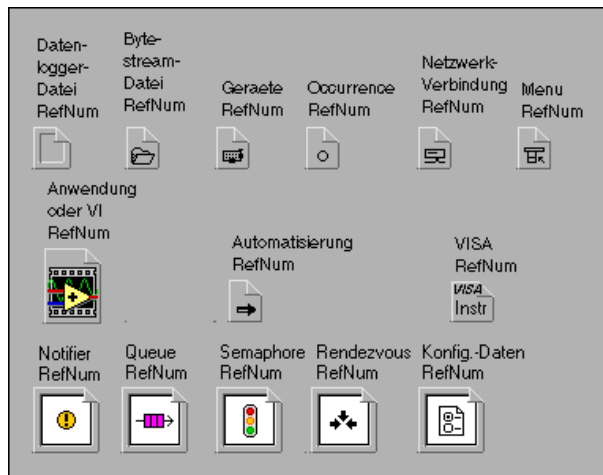 Daten-
logger-
Datei
RefNum
Byte-
stream-
Datei
RefNum
Geraete
RefNum
Occurrence
RefNum
Netzwerk-
Verbindung
RefNum
Menu
RefNum
Anwendung
oder VI
RefNum
Automatisierung
RefNum
VISA
RefNum
VISA
Instr
Notifier
RefNum
Queue
RefNum
Semaphore
RefNum
Rendezvous
RefNum
Konfig.-Daten
RefNum